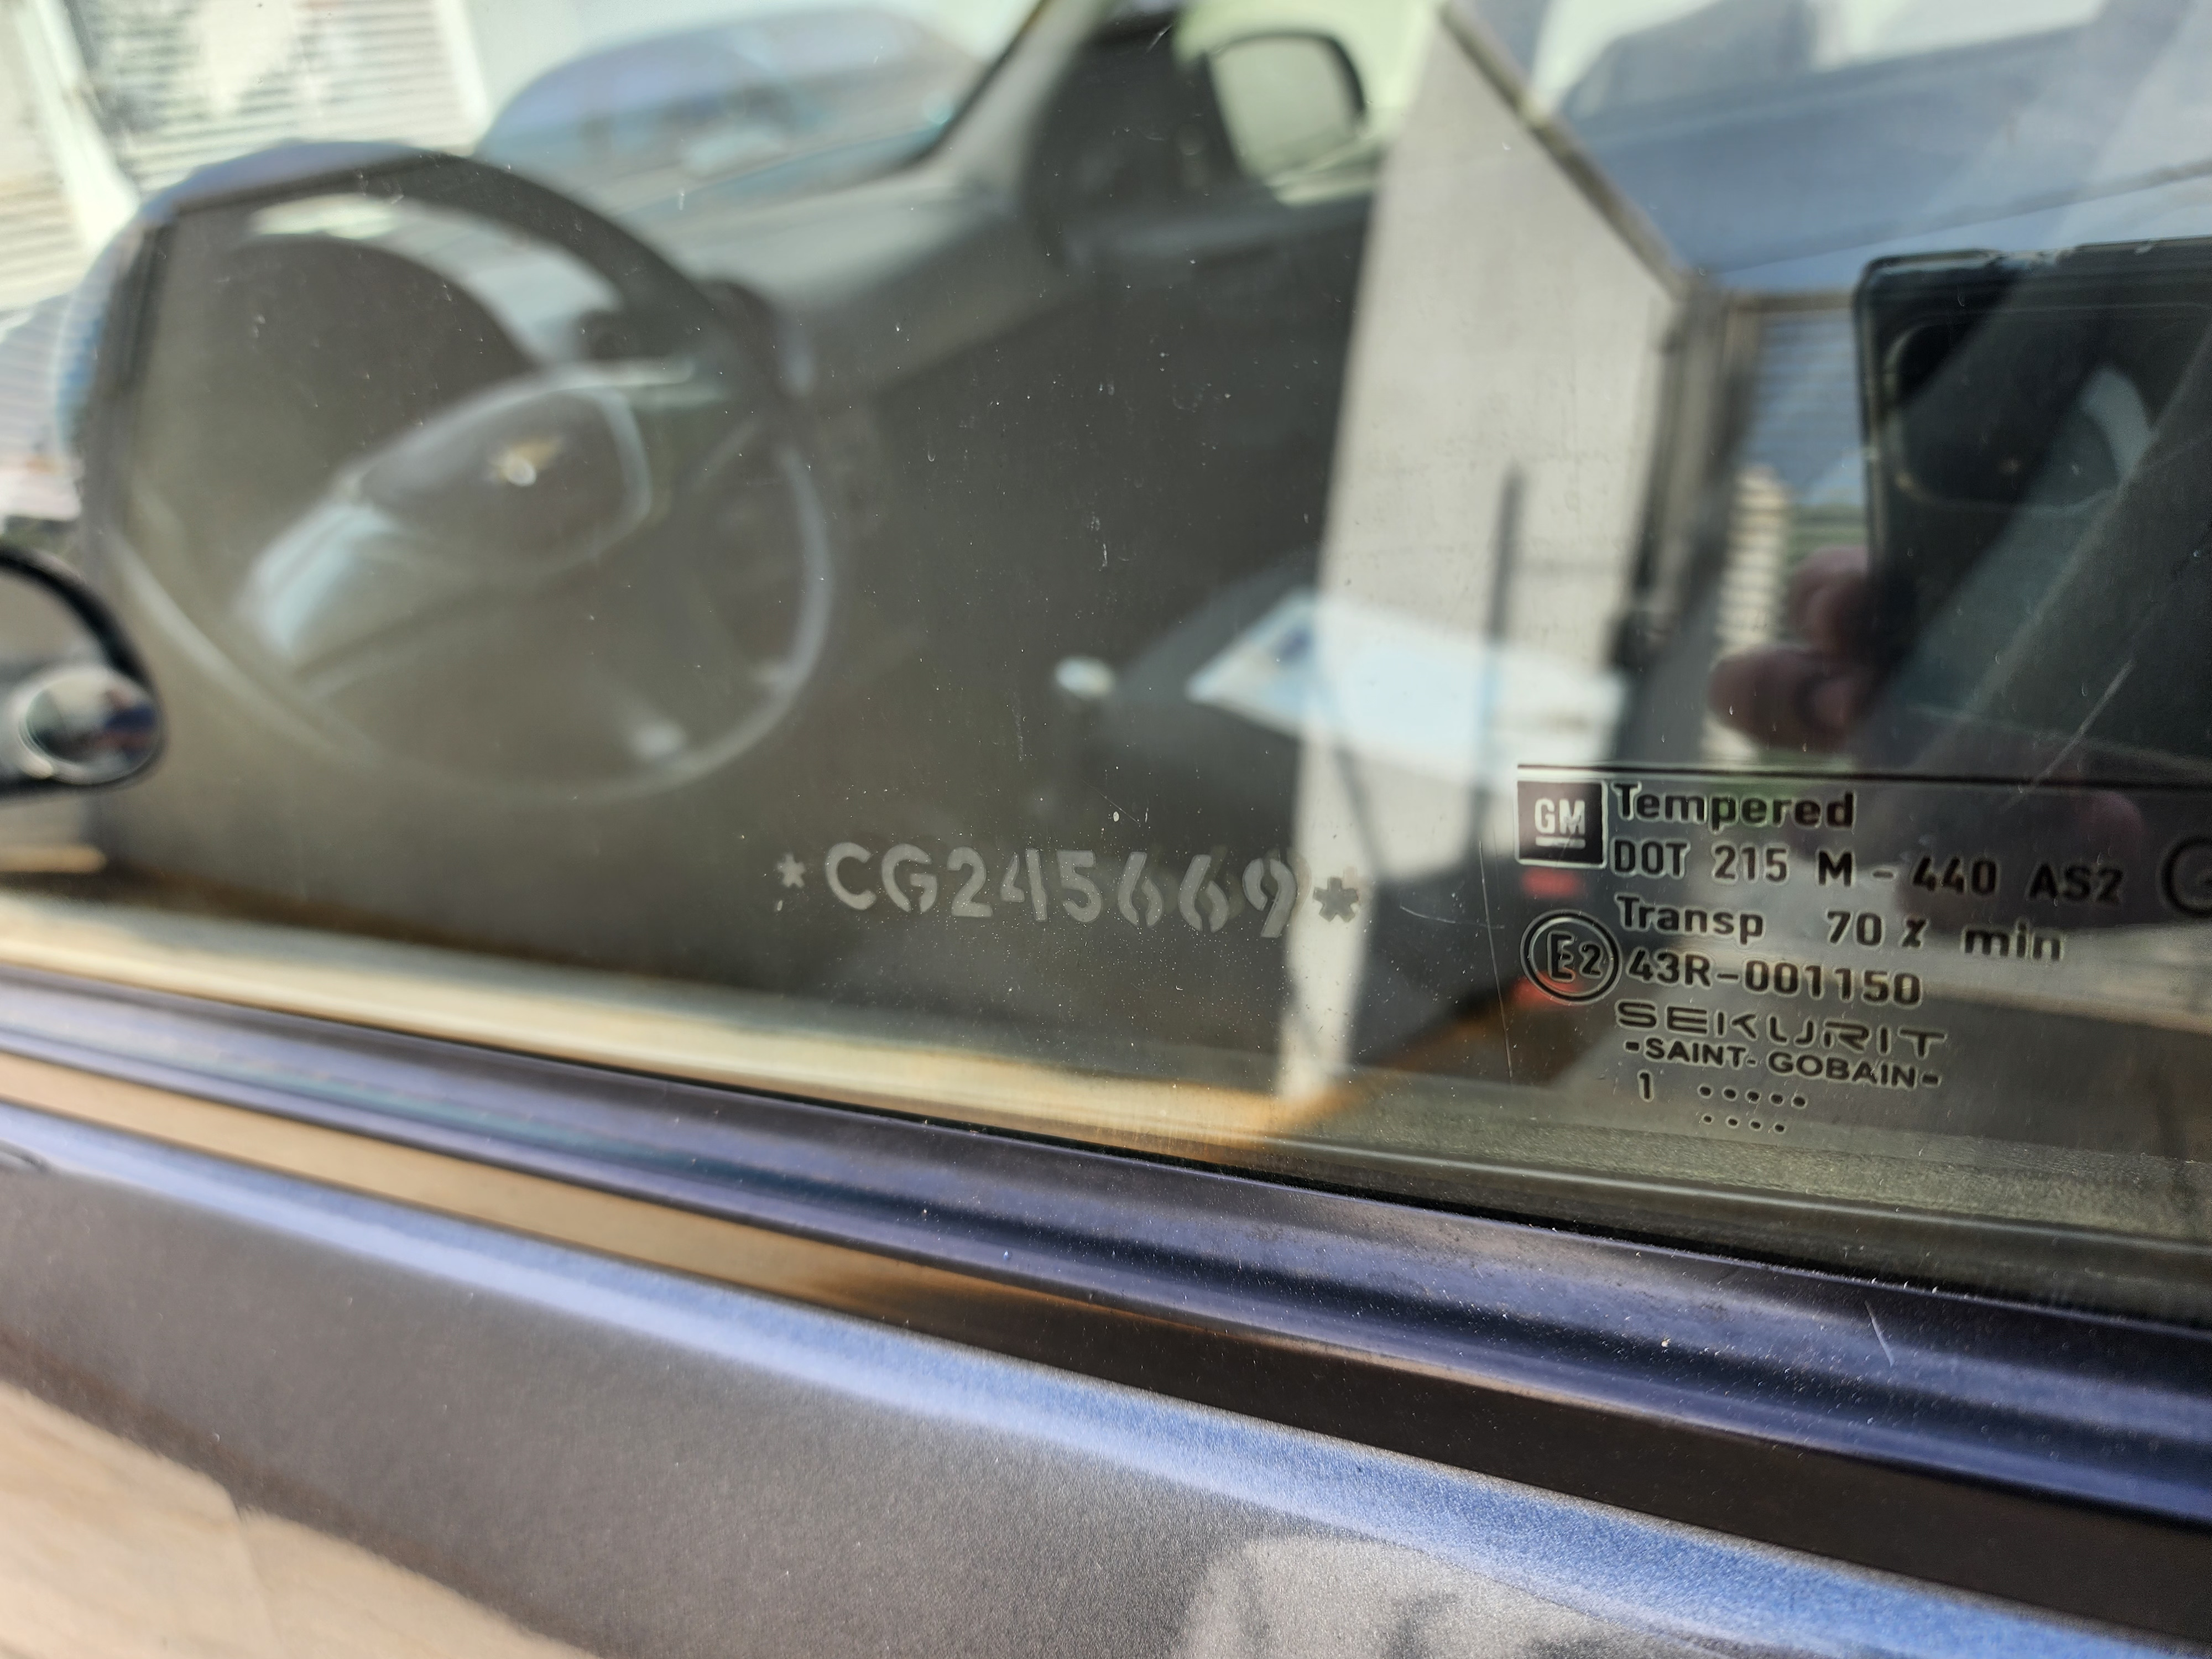 *CG245669*
GM
Tempered
DOT 215 M-440 AS2
Transp 70% min
E2 43R-001150
SEKURIT
-SAINT-GOBAIN-
1 .....
....